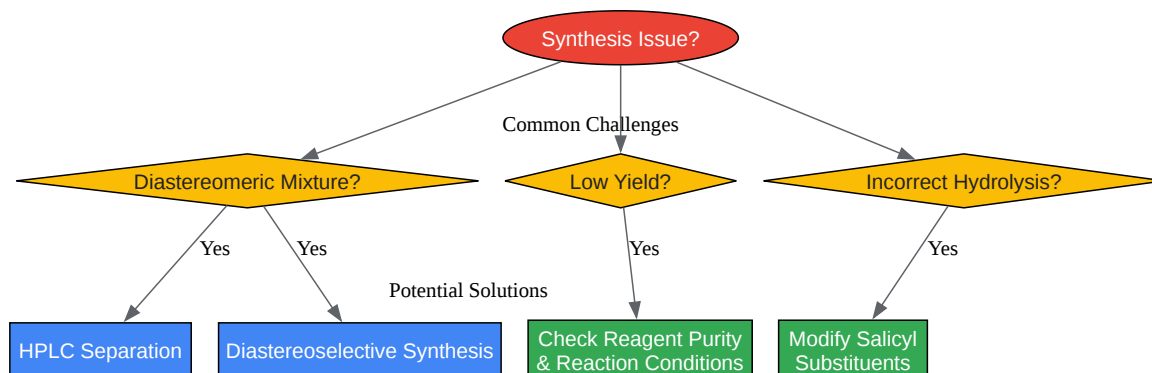 Synthesis Issue?
Common Challenges
Diastereomeric Mixture?
Low Yield?
Incorrect Hydrolysis?
Yes
Yes
Yes
Yes
Potential Solutions
HPLC Separation
Diastereoselective Synthesis
Check Reagent Purity
& Reaction Conditions
Modify Salicyl
Substituents